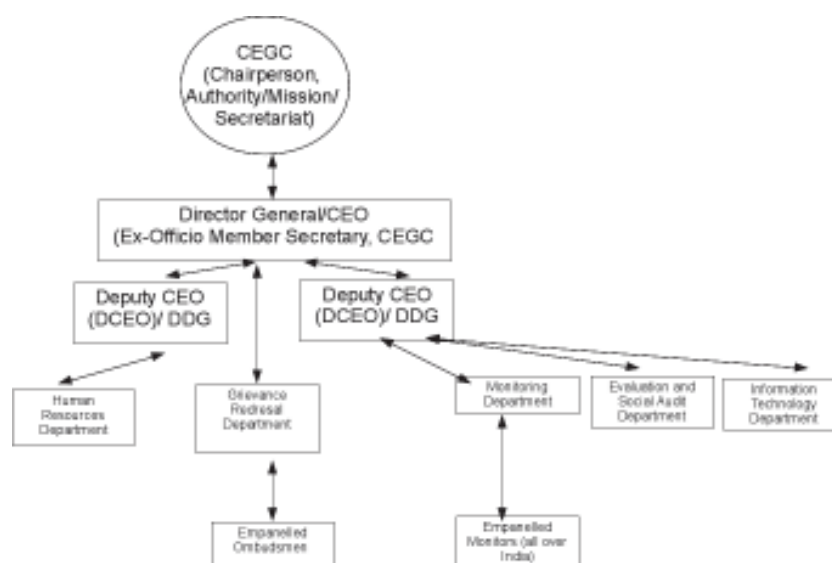 CEGC
(Chairperson,
Authority/Mission/
Secretariat)
Director General/CEO
(Ex-Officio Member Secretary, CEGC
Deputy CEO
(DCEO)/ DDG
Deputy CEO
(DCEO)/ DDG
Human
Resources
Department
Grievance
Redresal
Department
Monitoring
Department
Evaluation and
Social Audit
Department
Information
Technology
Department
Empanelled
Ombudsmen
Empanelled
Monitors (all over
India)